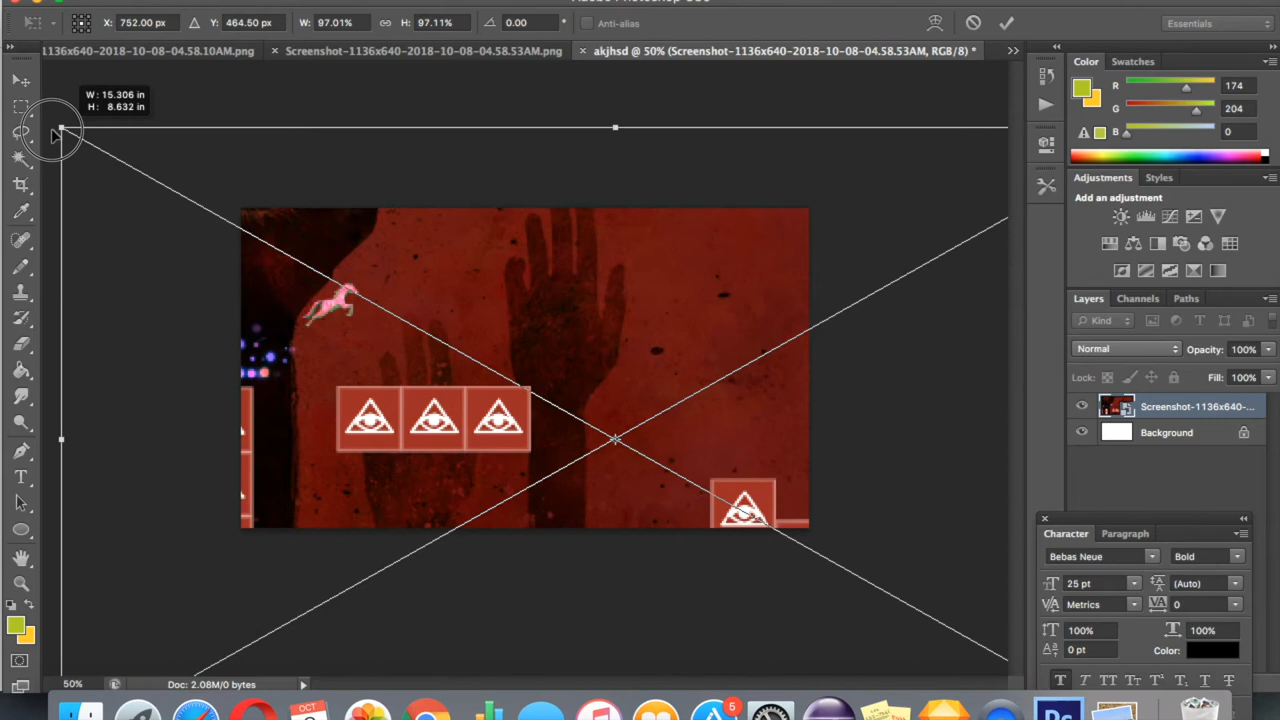 X: 752.00 px Y: 464.50 px W: 97.01% H: 97.11% 0.00 ° Anti-alias Essentials
1136x640-2018-10-08-04.58.10AM.png × Screenshot-1136x640-2018-10-08-04.58.53AM.png × akjhsd @ 50% (Screenshot-1136x640-2018-10-08-04.58.53AM, RGB/8) *
W: 15.306 in
H: 8.632 in
Color Swatches
R 174
G 204
B 0
Adjustments Styles
Add an adjustment
Layers Channels Paths
Kind
Normal Opacity: 100%
Lock: Fill: 100%
Screenshot-1136x640-...
Background
Character Paragraph
Bebas Neue Bold
25 pt (Auto)
Metrics 0
100% 100%
0 pt Color:
T T TT Tт T¹ T₁ T T
50% Doc: 2.08M/0 bytes
OCT 5 Ps